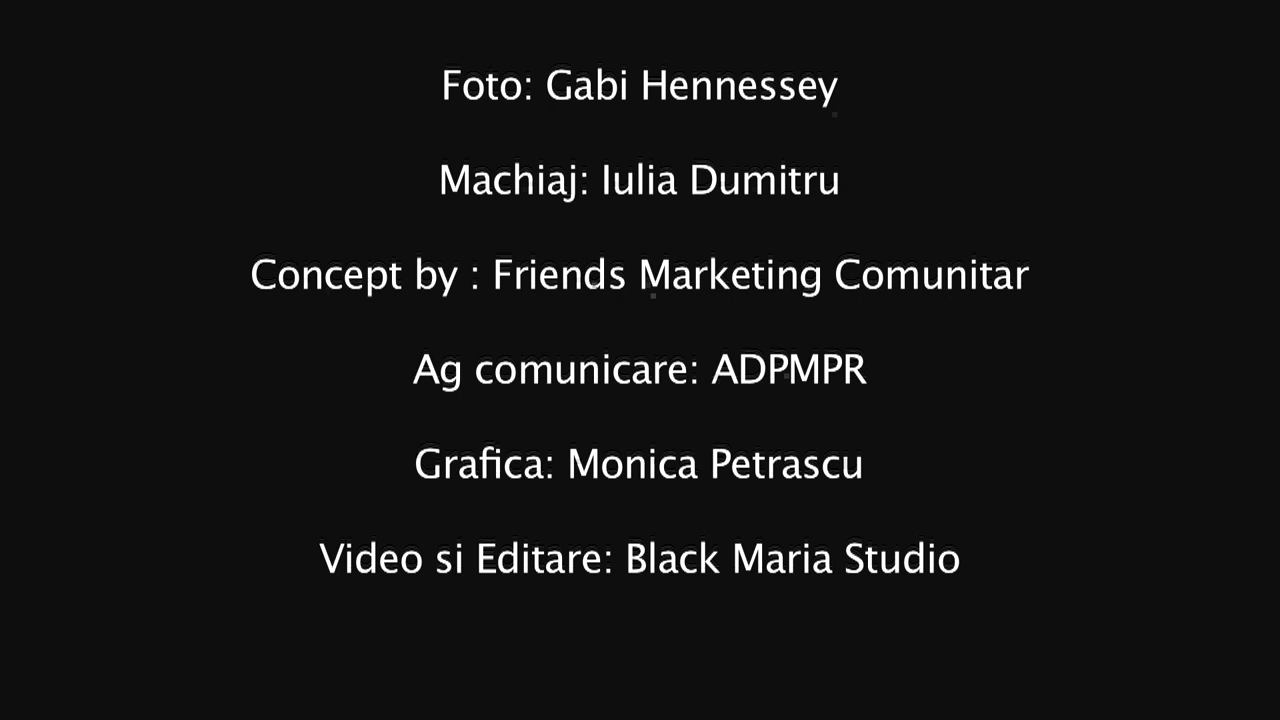 Foto: Gabi Hennessey
Machiaj: Iulia Dumitru
Concept by : Friends Marketing Comunitar
Ag comunicare: ADPMPR
Grafica: Monica Petrascu
Video si Editare: Black Maria Studio